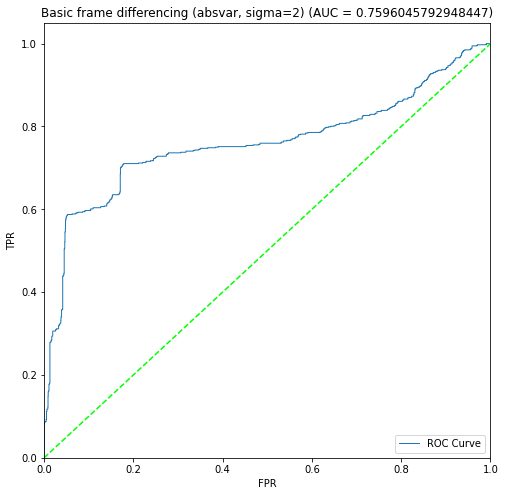 Basic frame differencing (absvar, sigma=2) (AUC = 0.7596045792948447)
1.0
0.8
0.6
TPR
0.4
0.2
0.0
0.0 0.2 0.4 0.6 0.8 1.0
FPR
ROC Curve